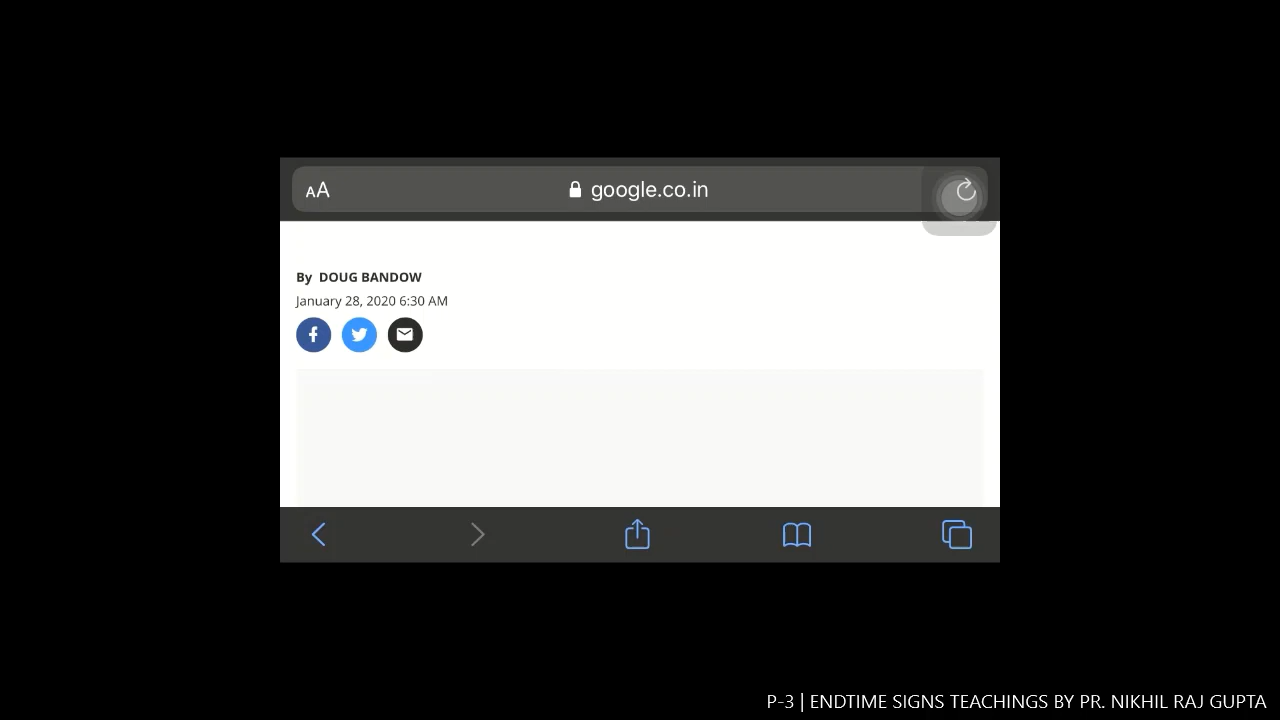 AA google.co.in
By DOUG BANDOW
January 28, 2020 6:30 AM
P-3 | ENDTIME SIGNS TEACHINGS BY PR. NIKHIL RAJ GUPTA